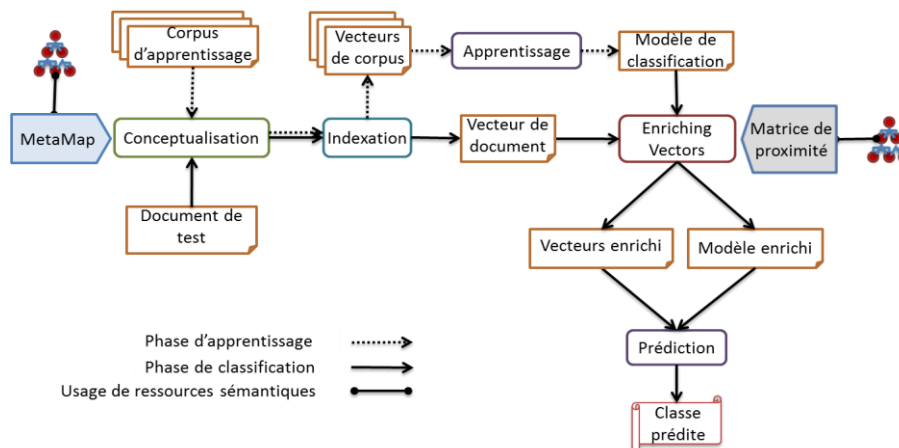 Corpus
d'apprentissage
Vecteurs
de corpus
Apprentissage
Modèle de
classification
MetaMap
Conceptualisation
Indexation
Vecteur de
document
Enriching
Vectors
Matrice de
proximité
Document de
test
Vecteurs enrichi
Modèle enrichi
Phase d'apprentissage
Phase de classification
Usage de ressources sémantiques
Prédiction
Classe
prédite